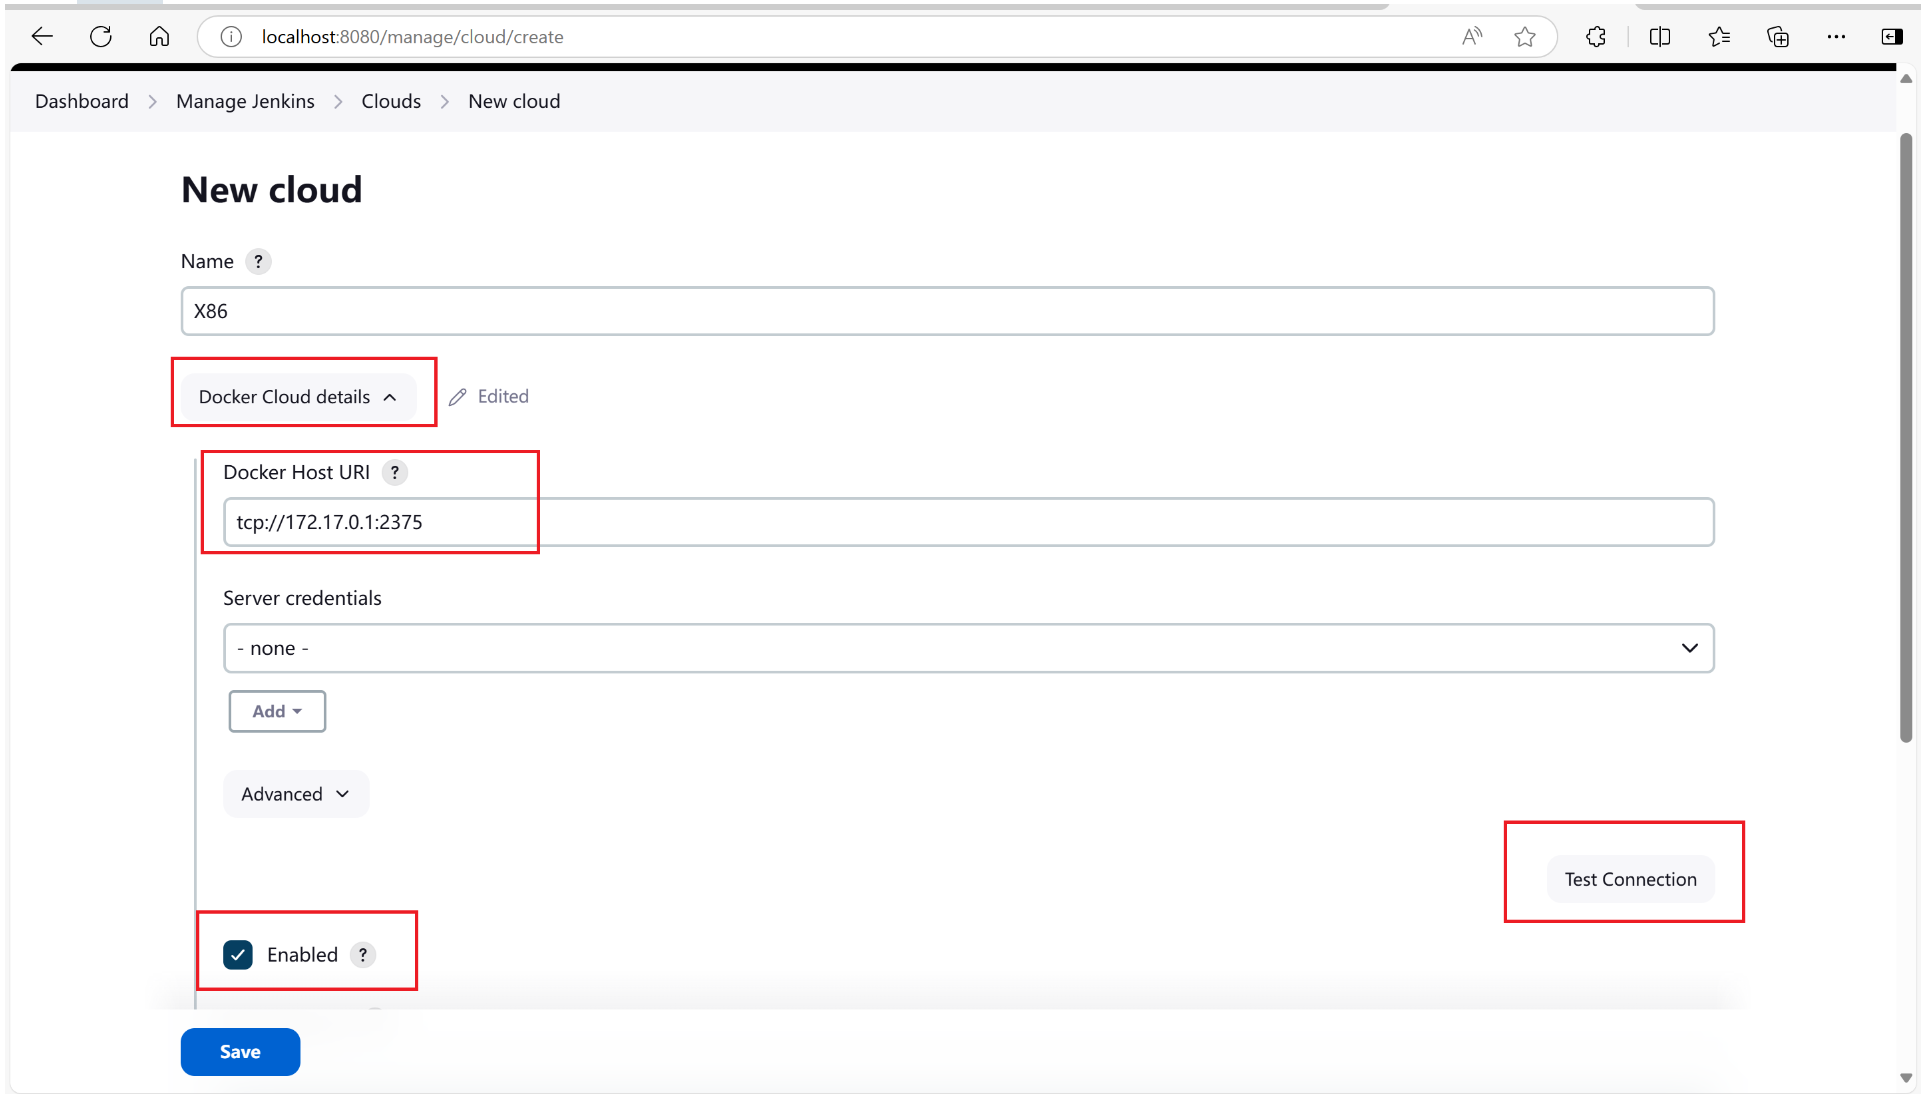 localhost:8080/manage/cloud/create
Dashboard > Manage Jenkins > Clouds > New cloud
New cloud
Name ?
X86
Docker Cloud details Edited
Docker Host URI ?
tcp://172.17.0.1:2375
Server credentials
- none -
Add
Advanced
Test Connection
Enabled ?
Save